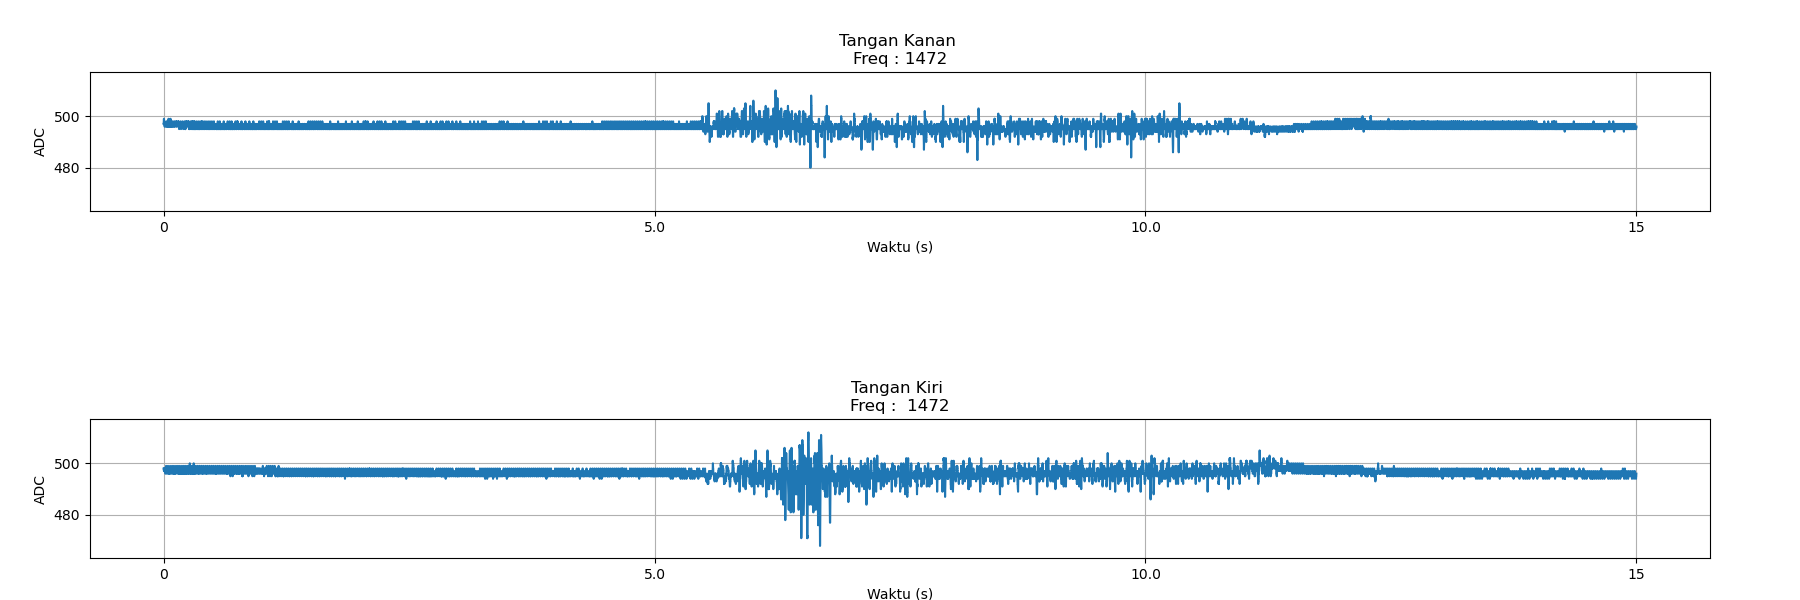 Tangan Kanan
Freq : 1472
500
480
ADC
0 5.0 10.0 15
Waktu (s)
Tangan Kiri
Freq :  1472
500
480
ADC
0 5.0 10.0 15
Waktu (s)